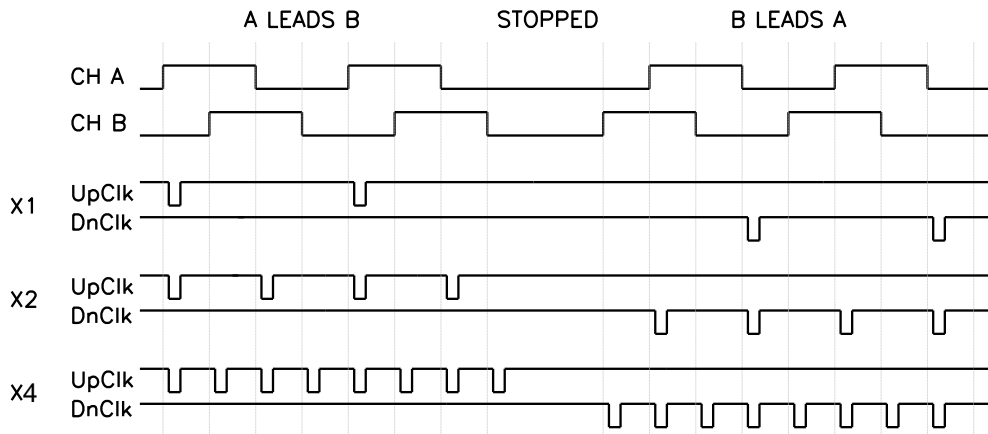 A LEADS B STOPPED B LEADS A
CH A
CH B
X1
UpClk
DnClk
X2
UpClk
DnClk
X4
UpClk
DnClk